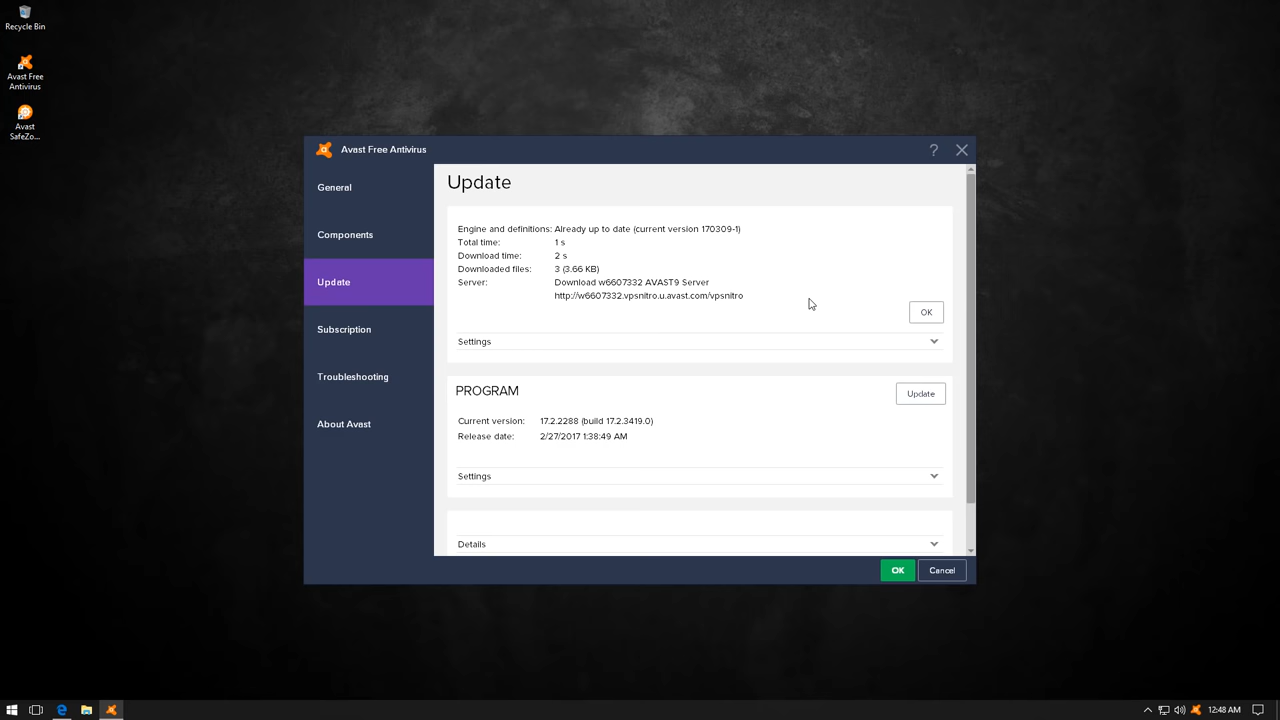 Recycle Bin
Avast Free
Antivirus
Avast
SafeZo...
Avast Free Antivirus
?
General
Components
Update
Subscription
Troubleshooting
About Avast
Update
Engine and definitions: Already up to date (current version 170309-1)
Total time: 1 s
Download time: 2 s
Downloaded files: 3 (3.66 KB)
Server: Download w6607332 AVAST9 Server
http://w6607332.vpsnitro.u.avast.com/vpsnitro
OK
Settings
PROGRAM
Update
Current version: 17.2.2288 (build 17.2.3419.0)
Release date: 2/27/2017 1:38:49 AM
Settings
Details
OK Cancel
12:48 AM